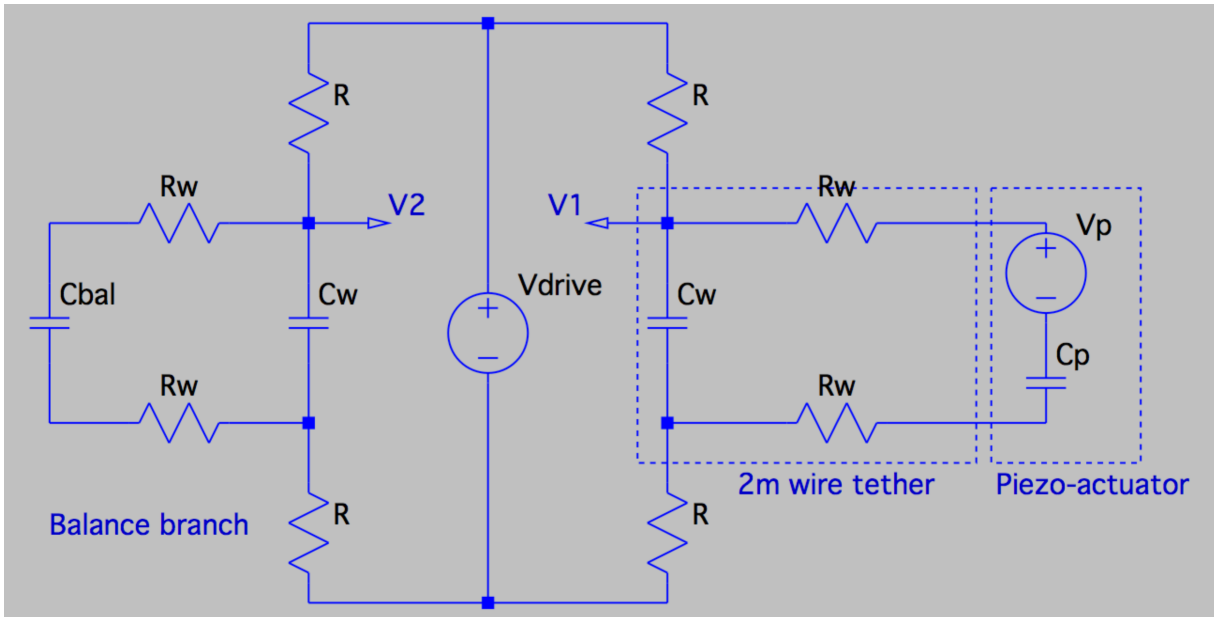 R
R
Rw
Rw
V2
V1
Vp
Cbal
Cw
Vdrive
Cw
Cp
Rw
Rw
2m wire tether
Piezo-actuator
Balance branch
R
R